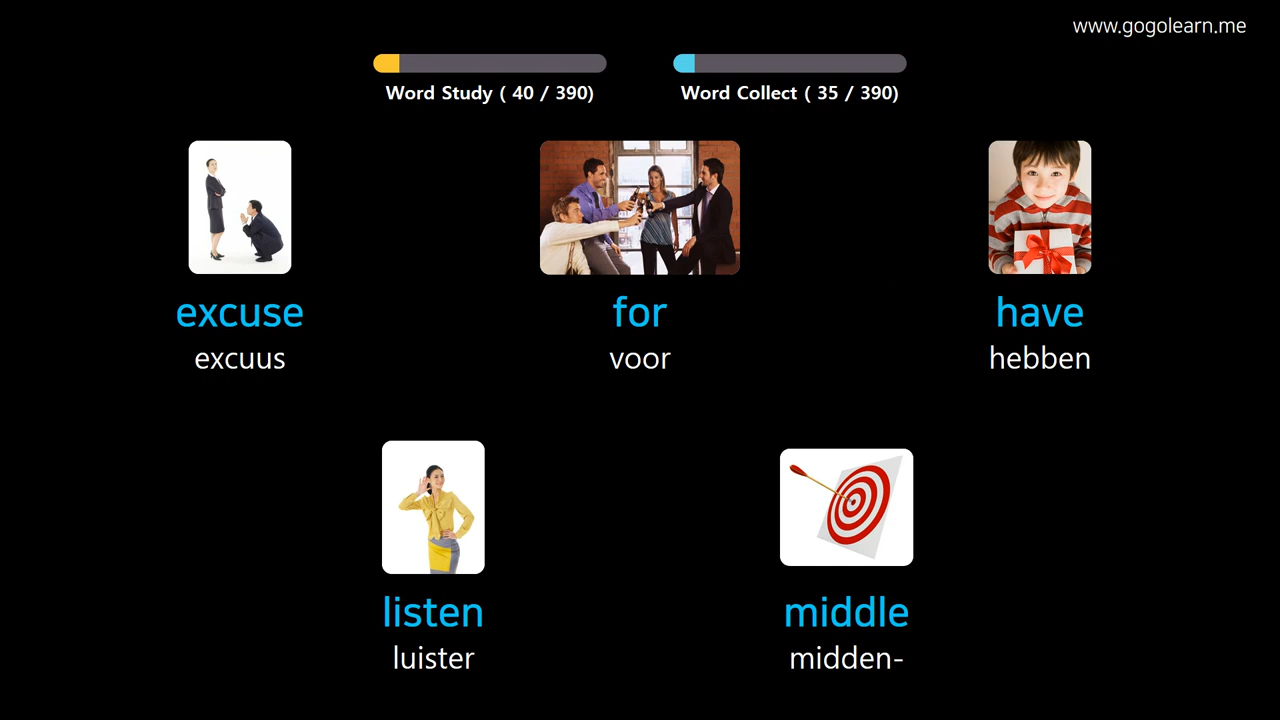 www.gogolearn.me
Word Study ( 40 / 390)
Word Collect ( 35 / 390)
excuse
excuus
for
voor
have
hebben
listen
luister
middle
midden-